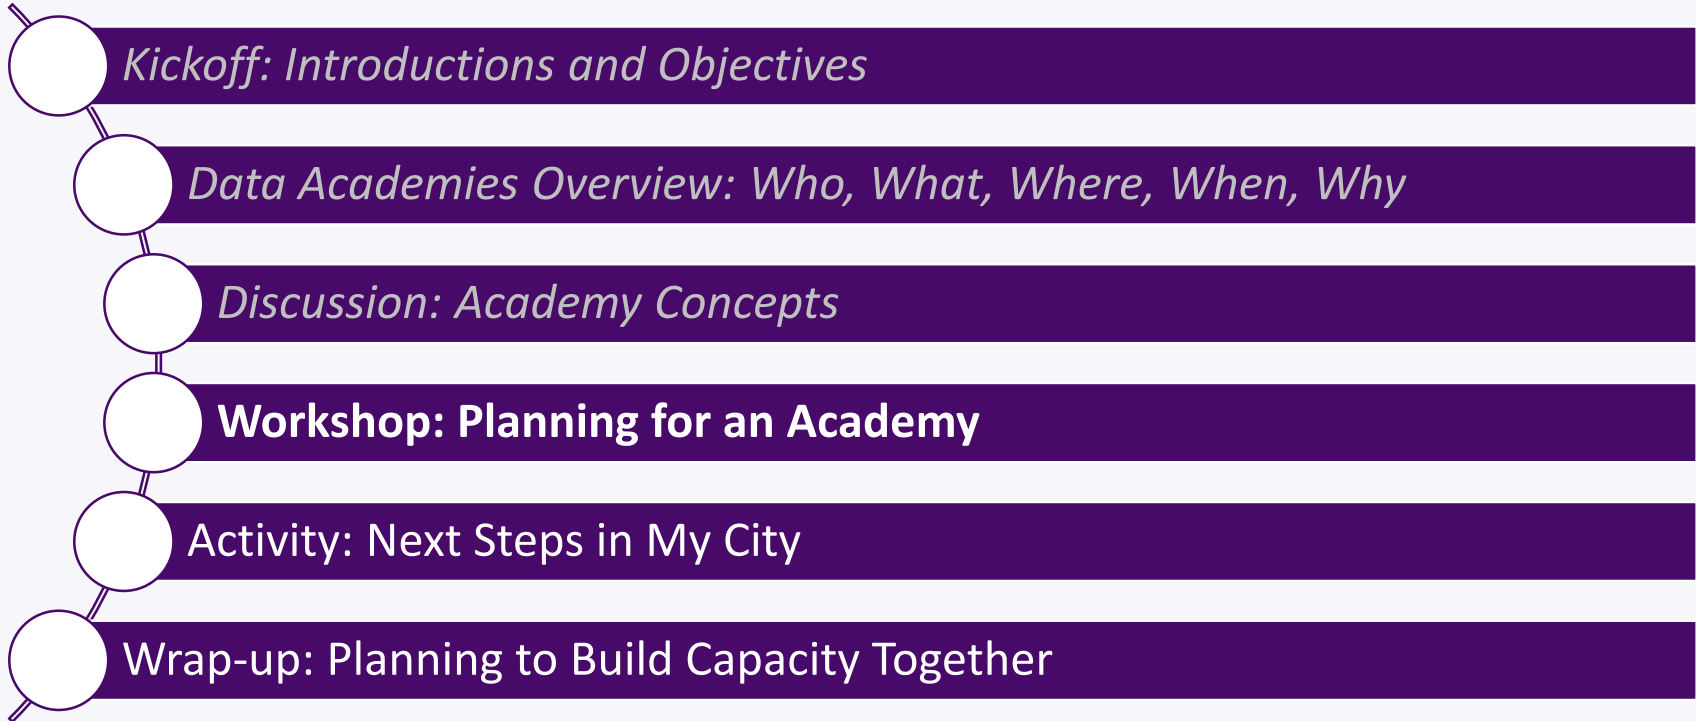 Kickoff: Introductions and Objectives
Data Academies Overview: Who, What, Where, When, Why
Discussion: Academy Concepts
Workshop: Planning for an Academy
Activity: Next Steps in My City
Wrap-up: Planning to Build Capacity Together